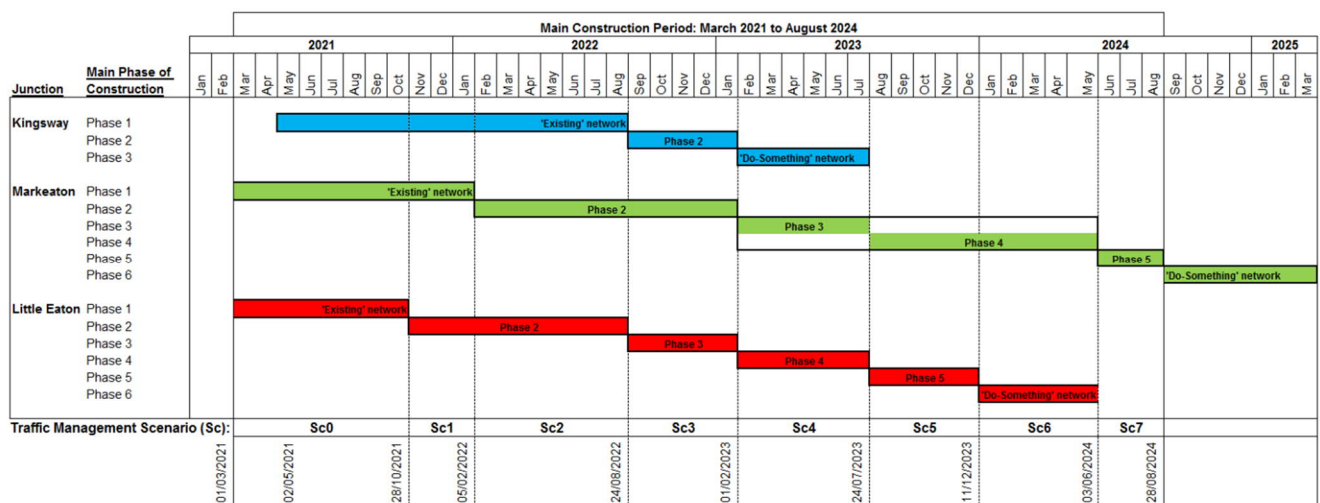 Main Construction Period: March 2021 to August 2024
2021 2022 2023 2024 2025
Junction Main Phase of Construction Jan Feb Mar Apr May Jun Jul Aug Sep Oct Nov Dec Jan Feb Mar Apr May Jun Jul Aug Sep Oct Nov Dec Jan Feb Mar Apr May Jun Jul Aug Sep Oct Nov Dec Jan Feb Mar Apr May Jun Jul Aug Sep Oct Nov Dec Jan Feb Mar
Kingsway Phase 1 'Existing' network
Phase 2 Phase 2
Phase 3 'Do-Something' network
Markeaton Phase 1 'Existing' network
Phase 2 Phase 2
Phase 3 Phase 3
Phase 4 Phase 4
Phase 5 Phase 5
Phase 6 'Do-Something' network
Little Eaton Phase 1 'Existing' network
Phase 2 Phase 2
Phase 3 Phase 3
Phase 4 Phase 4
Phase 5 Phase 5
Phase 6 'Do-Something' network
Traffic Management Scenario (Sc): Sc0 Sc1 Sc2 Sc3 Sc4 Sc5 Sc6 Sc7
01/03/2021 02/05/2021 28/10/2021 05/02/2022 24/08/2022 01/02/2023 24/07/2023 11/12/2023 03/06/2024 28/08/2024